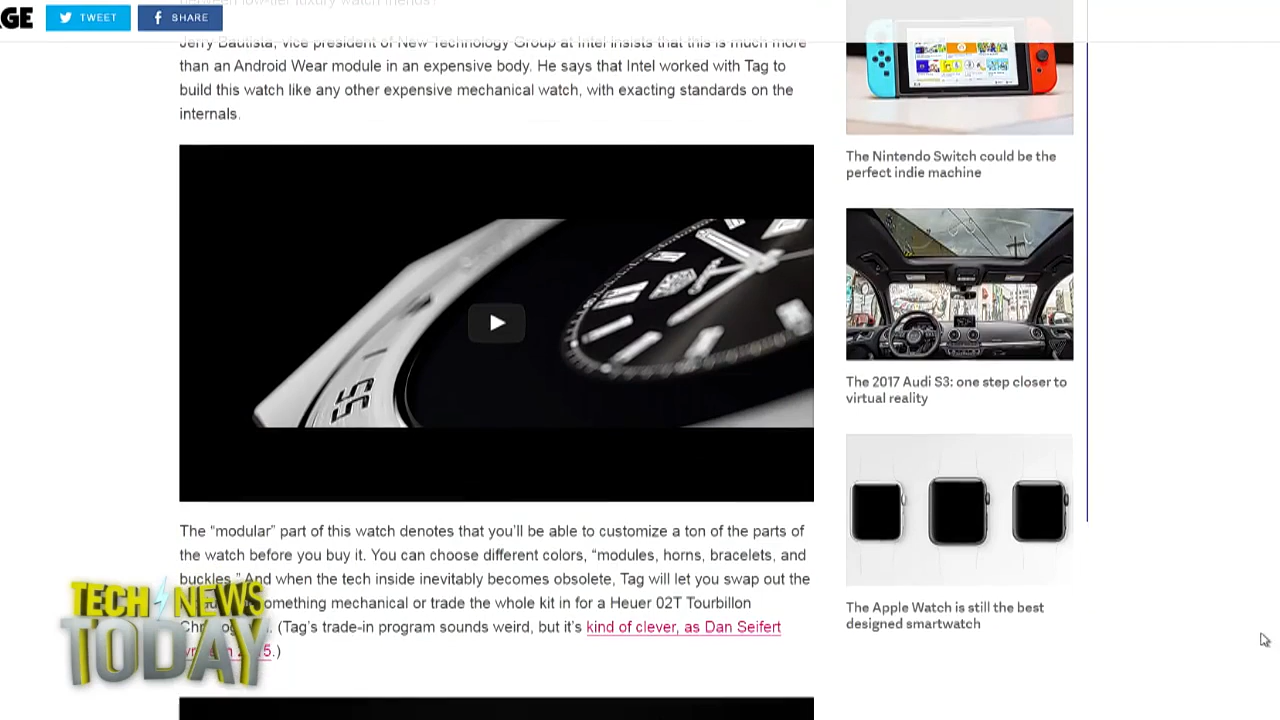 GE
TWEET
SHARE
between low-tier luxury watch friends?
Jerry Bautista, vice president of New Technology Group at Intel insists that this is much more
than an Android Wear module in an expensive body. He says that Intel worked with Tag to
build this watch like any other expensive mechanical watch, with exacting standards on the
internals.
55
The “modular” part of this watch denotes that you’ll be able to customize a ton of the parts of
the watch before you buy it. You can choose different colors, “modules, horns, bracelets, and
buckles.” And when the tech inside inevitably becomes obsolete, Tag will let you swap out the
something mechanical or trade the whole kit in for a Heuer 02T Tourbillon
(Tag’s trade-in program sounds weird, but it’s kind of clever, as Dan Seifert
.)
The Nintendo Switch could be the
perfect indie machine
The 2017 Audi S3: one step closer to
virtual reality
The Apple Watch is still the best
designed smartwatch
TECH NEWS
TODAY